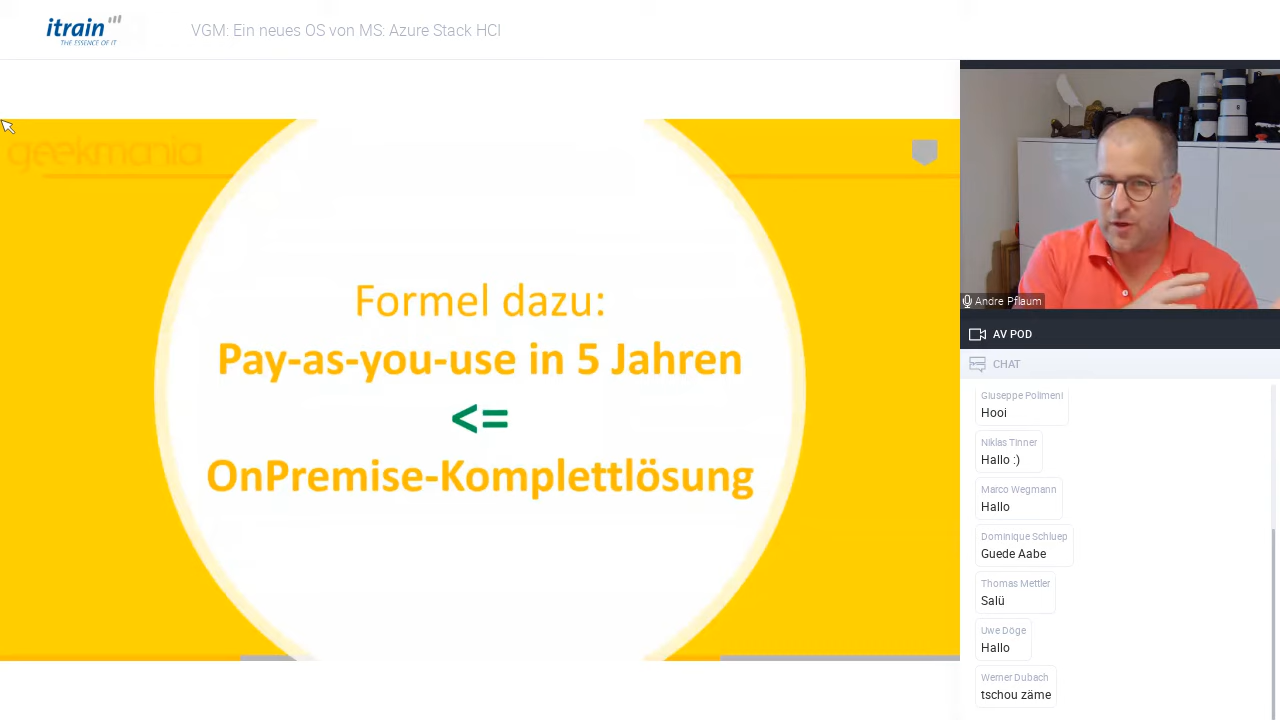 itrain
THE ESSENCE OF IT
VGM: Ein neues OS von MS: Azure Stack HCI
geekmania
Formel dazu:
Pay-as-you-use in 5 Jahren
<=
OnPremise-Komplettlösung
Andre Pflaum
AV POD
CHAT
Giuseppe Polimeni
Hooi
Niklas Tinner
Hallo :)
Marco Wegmann
Hallo
Dominique Schluep
Guede Aabe
Thomas Mettler
Salü
Uwe Döge
Hallo
Werner Dubach
tschou zäme